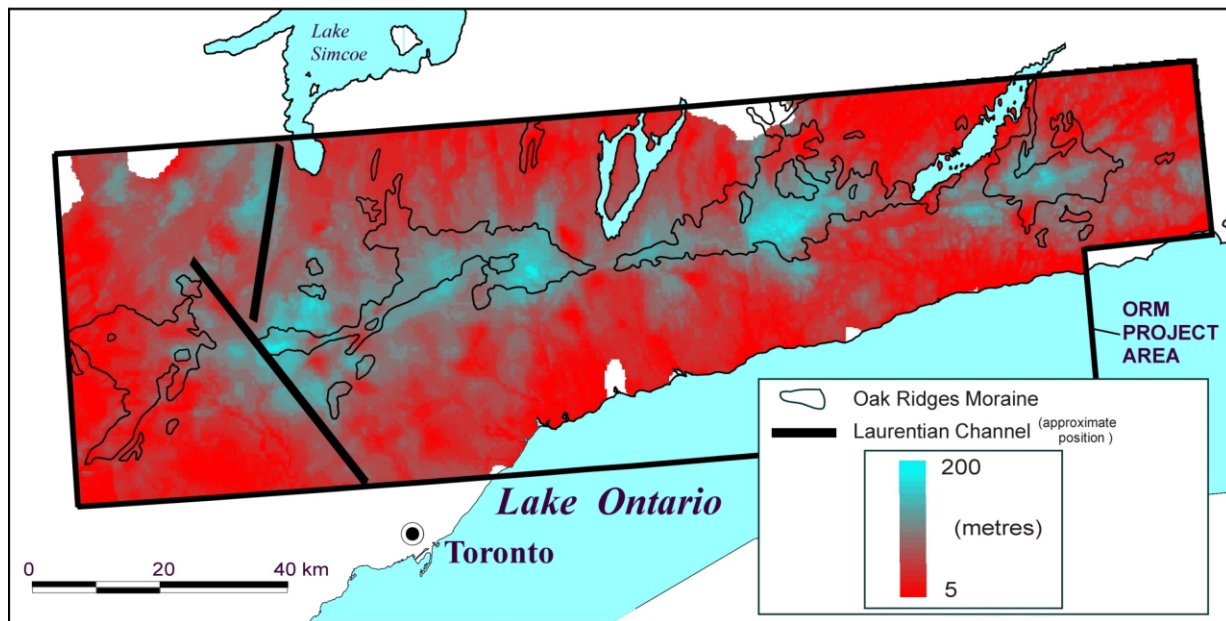 Lake
Simcoe
ORM
PROJECT
AREA
Oak Ridges Moraine
Laurentian Channel (approximate
position )
200
(metres)
5
Lake Ontario
Toronto
0 20 40 km